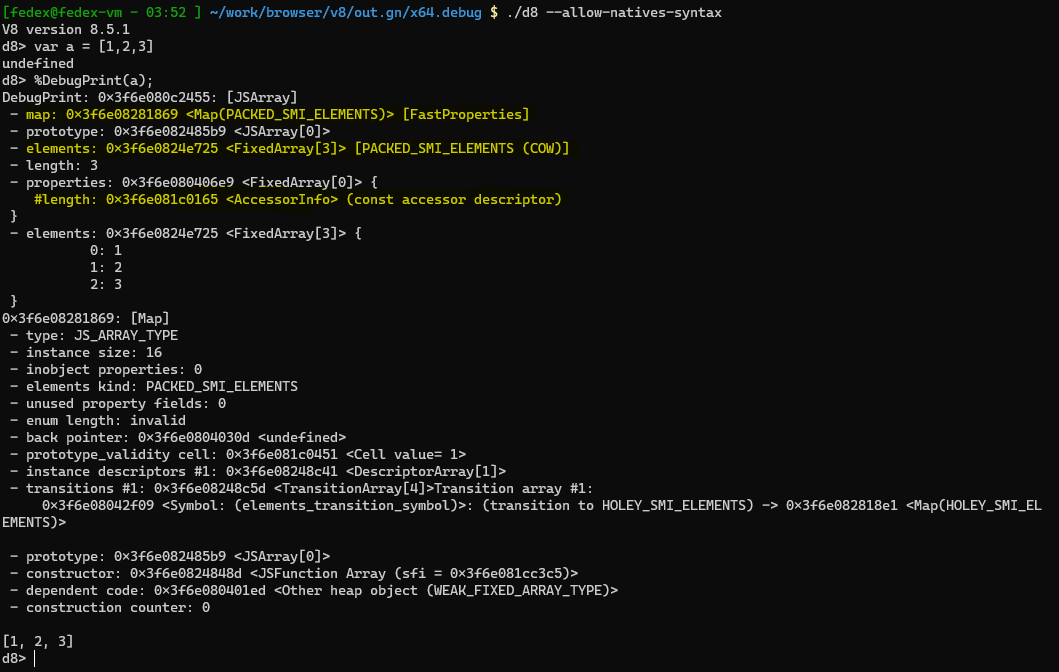 [fedex@fedex-vm - 03:52 ] ~/work/browser/v8/out.gn/x64.debug $ ./d8 --allow-natives-syntax
V8 version 8.5.1
d8> var a = [1,2,3]
undefined
d8> %DebugPrint(a);
DebugPrint: 0x3f6e080c2455: [JSArray]
 - map: 0x3f6e08281869 <Map(PACKED_SMI_ELEMENTS)> [FastProperties]
 - prototype: 0x3f6e082485b9 <JSArray[0]>
 - elements: 0x3f6e0824e725 <FixedArray[3]> [PACKED_SMI_ELEMENTS (COW)]
 - length: 3
 - properties: 0x3f6e080406e9 <FixedArray[0]> {
    #length: 0x3f6e081c0165 <AccessorInfo> (const accessor descriptor)
 }
 - elements: 0x3f6e0824e725 <FixedArray[3]> {
           0: 1
           1: 2
           2: 3
 }
0x3f6e08281869: [Map]
 - type: JS_ARRAY_TYPE
 - instance size: 16
 - inobject properties: 0
 - elements kind: PACKED_SMI_ELEMENTS
 - unused property fields: 0
 - enum length: invalid
 - back pointer: 0x3f6e0804030d <undefined>
 - prototype_validity cell: 0x3f6e081c0451 <Cell value= 1>
 - instance descriptors #1: 0x3f6e08248c41 <DescriptorArray[1]>
 - transitions #1: 0x3f6e08248c5d <TransitionArray[4]>Transition array #1:
     0x3f6e08042f09 <Symbol: (elements_transition_symbol)>: (transition to HOLEY_SMI_ELEMENTS) -> 0x3f6e082818e1 <Map(HOLEY_SMI_EL
EMENTS)>
 - prototype: 0x3f6e082485b9 <JSArray[0]>
 - constructor: 0x3f6e0824848d <JSFunction Array (sfi = 0x3f6e081cc3c5)>
 - dependent code: 0x3f6e080401ed <Other heap object (WEAK_FIXED_ARRAY_TYPE)>
 - construction counter: 0
[1, 2, 3]
d8>